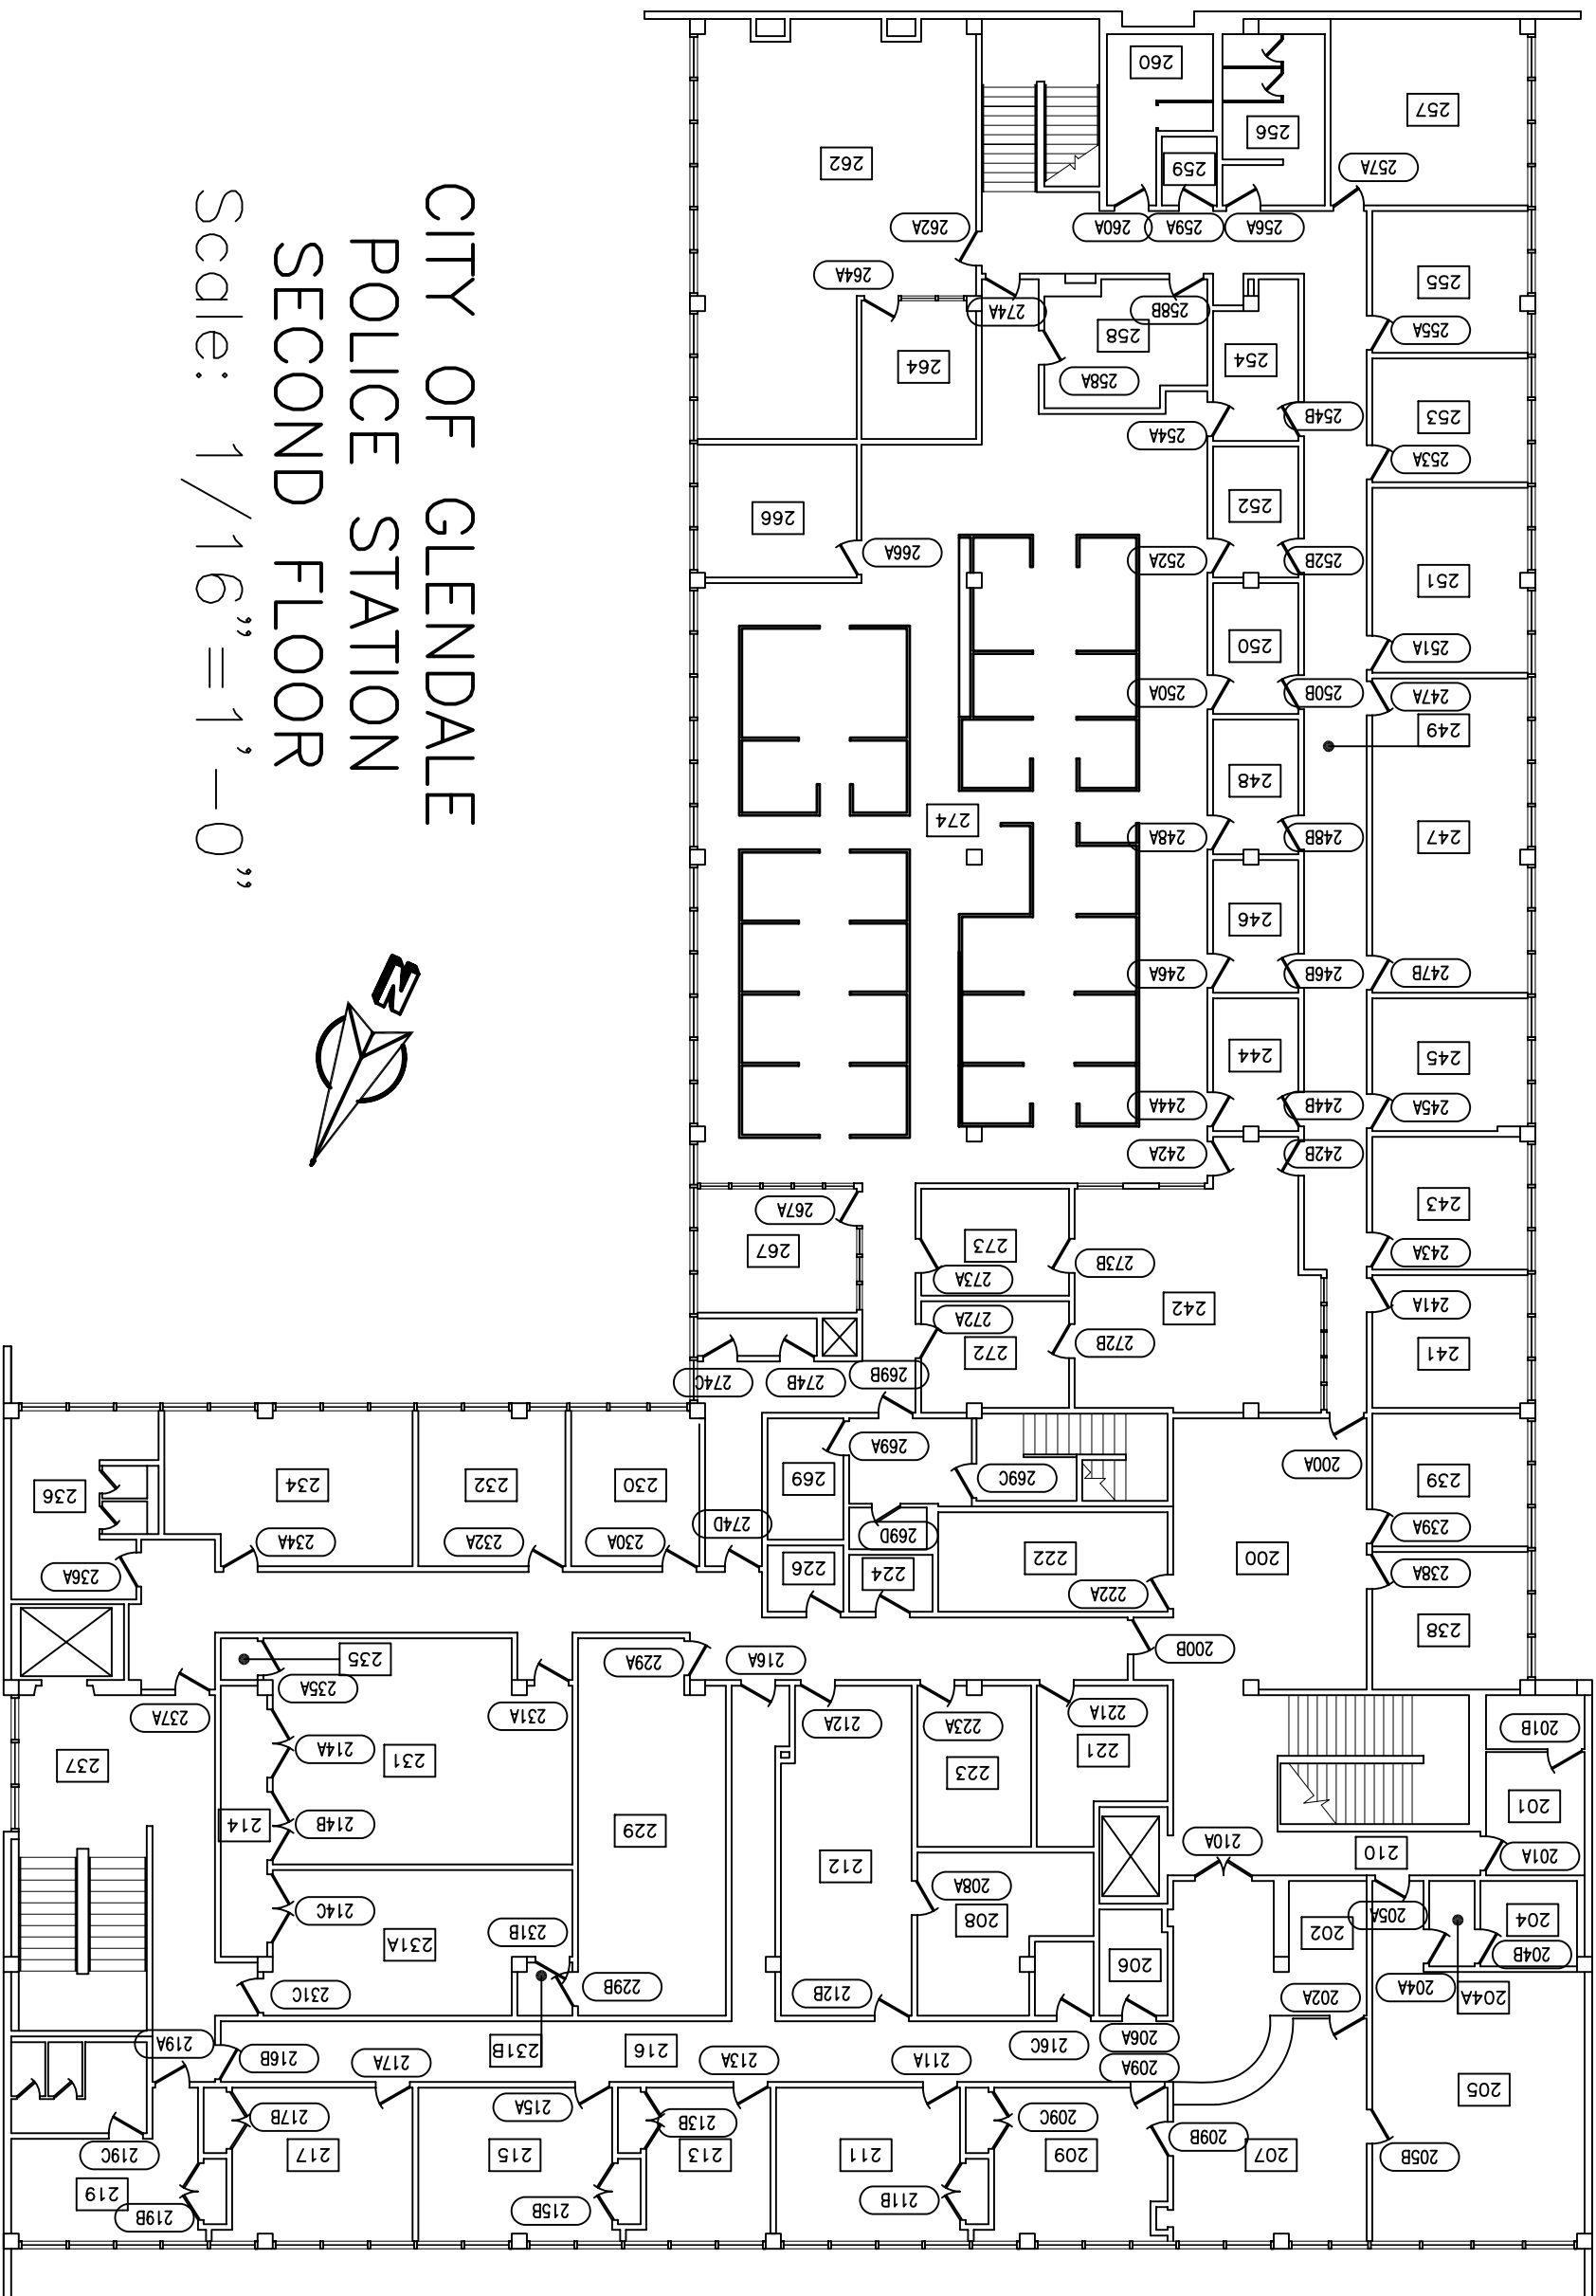 CITY OF GLENDALE
POLICE STATION
SECOND FLOOR
Scale: 1/16"=1'-0"
N
260
257
256
262
259
257A
262A
260A
259A
256A
264A
255
274A
258B
258
255A
264
254
258A
254A
254B
253
253A
266
252
266A
252A
252B
251
250
251A
250A
250B
247A
249
248
274
248A
248B
247
246
246A
246B
247B
244
245
244A
244B
245A
242A
242B
243
267A
267
273
273A
273B
243A
242
241A
272A
272
272B
241
274C
274B
269B
269A
269C
200A
239
236
234
232
230
269
274D
269D
239A
234A
232A
230A
222
200
226
224
238A
236A
222A
238
235
229A
216A
200B
235A
237A
231A
212A
223A
221A
201B
214A
237
231
221
223
201
214
214B
229
210A
212
210
201A
214C
208A
205A
231A
231B
208
202
204
206
204B
231C
229B
212B
202A
204A
204A
219A
216B
217A
231B
216
213A
211A
216C
206A
209A
205
217B
215A
213B
209C
219C
217
215
213
211
209
209B
207
205B
219
219B
215B
211B